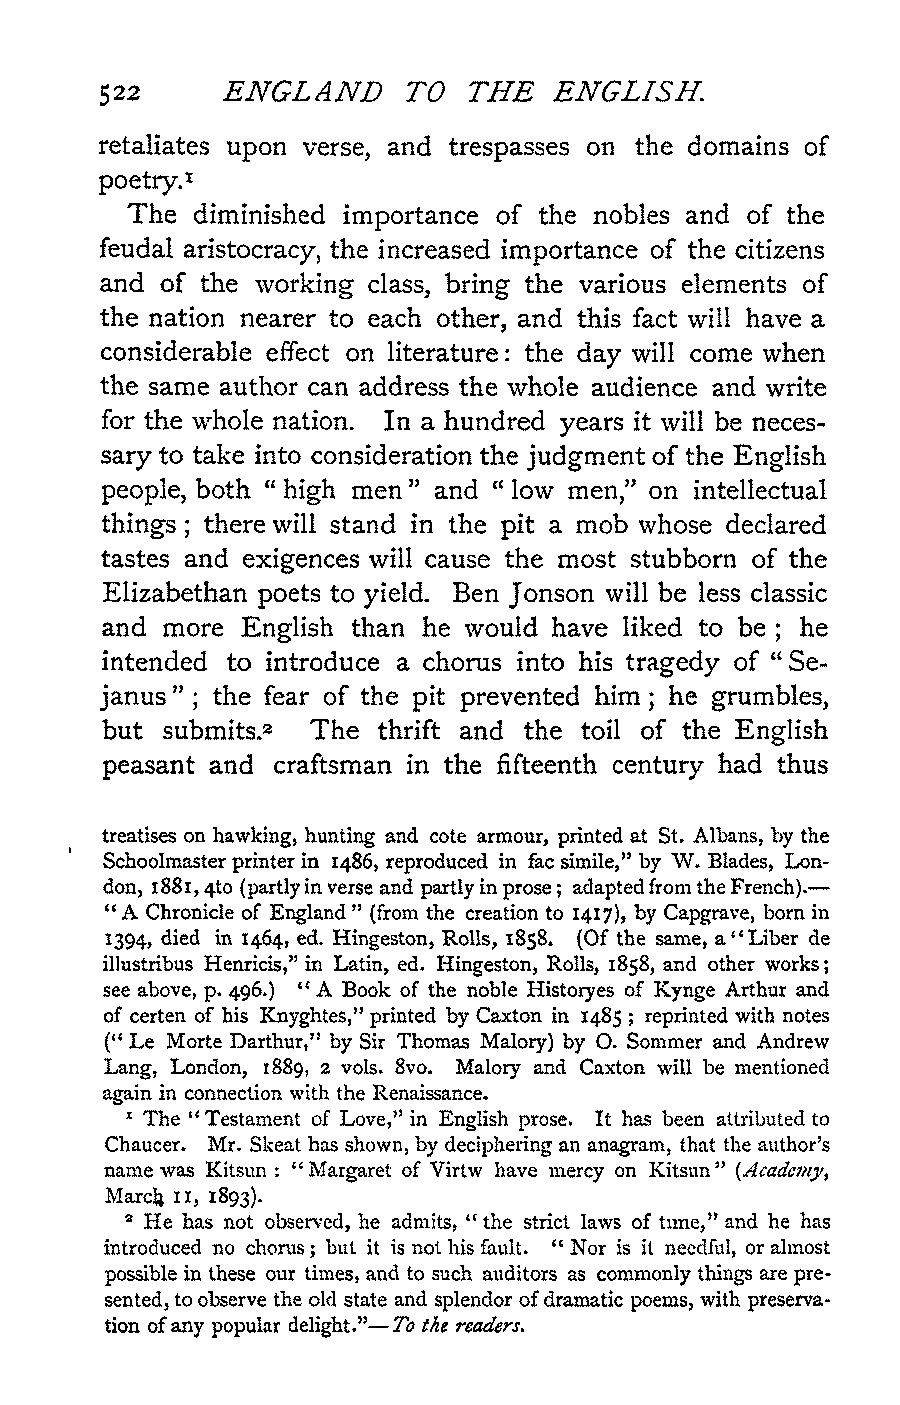 522 ENGLAND TO THE ENGLISH.
retaliates upon verse, and trespasses on the domains of
poetry.¹
The diminished importance of the nobles and of the
feudal aristocracy, the increased importance of the citizens
and of the working class, bring the various elements of
the nation nearer to each other, and this fact will have a
considerable effect on literature: the day will come when
the same author can address the whole audience and write
for the whole nation. In a hundred years it will be neces-
sary to take into consideration the judgment of the English
people, both “high men” and “low men,” on intellectual
things; there will stand in the pit a mob whose declared
tastes and exigences will cause the most stubborn of the
Elizabethan poets to yield. Ben Jonson will be less classic
and more English than he would have liked to be; he
intended to introduce a chorus into his tragedy of “Se-
janus”; the fear of the pit prevented him; he grumbles,
but submits.² The thrift and the toil of the English
peasant and craftsman in the fifteenth century had thus
treatises on hawking, hunting and cote armour, printed at St. Albans, by the
Schoolmaster printer in 1486, reproduced in fac simile,” by W. Blades, Lon-
don, 1881, 4to (partly in verse and partly in prose; adapted from the French).—
“A Chronicle of England” (from the creation to 1417), by Capgrave, born in
1394, died in 1464, ed. Hingeston, Rolls, 1858. (Of the same, a “Liber de
illustribus Henricis,” in Latin, ed. Hingeston, Rolls, 1858, and other works;
see above, p. 496.) “A Book of the noble Historyes of Kynge Arthur and
of certen of his Knyghtes,” printed by Caxton in 1485; reprinted with notes
(“Le Morte Darthur,” by Sir Thomas Malory) by O. Sommer and Andrew
Lang, London, 1889, 2 vols. 8vo. Malory and Caxton will be mentioned
again in connection with the Renaissance.
¹ The “Testament of Love,” in English prose. It has been attributed to
Chaucer. Mr. Skeat has shown, by deciphering an anagram, that the author's
name was Kitsun: “Margaret of Virtw have mercy on Kitsun” (Academy,
March 11, 1893).
² He has not observed, he admits, “the strict laws of time,” and he has
introduced no chorus; but it is not his fault. “Nor is it needful, or almost
possible in these our times, and to such auditors as commonly things are pre-
sented, to observe the old state and splendor of dramatic poems, with preserva-
tion of any popular delight.”—To the readers.